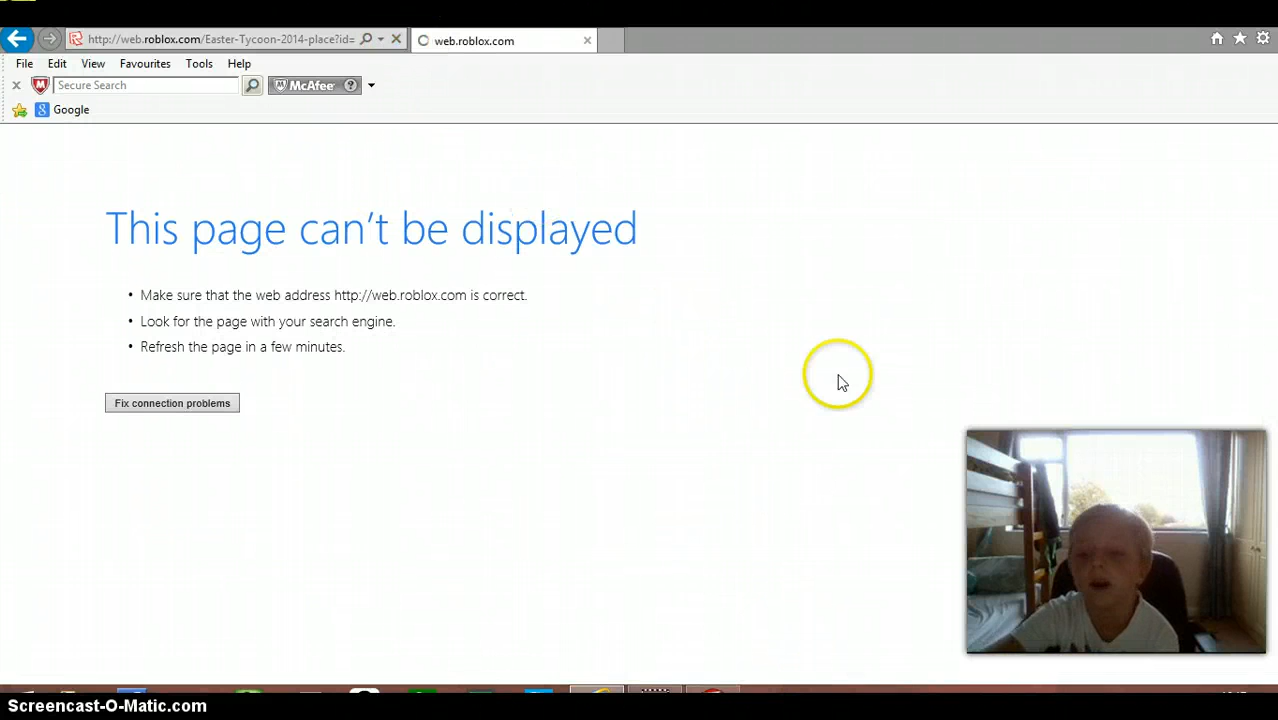 http://web.roblox.com/Easter-Tycoon-2014-place?id=
web.roblox.com
File Edit View Favourites Tools Help
Secure Search
McAfee
Google
This page can't be displayed
• Make sure that the web address http://web.roblox.com is correct.
• Look for the page with your search engine.
• Refresh the page in a few minutes.
Fix connection problems
Screencast-O-Matic.com